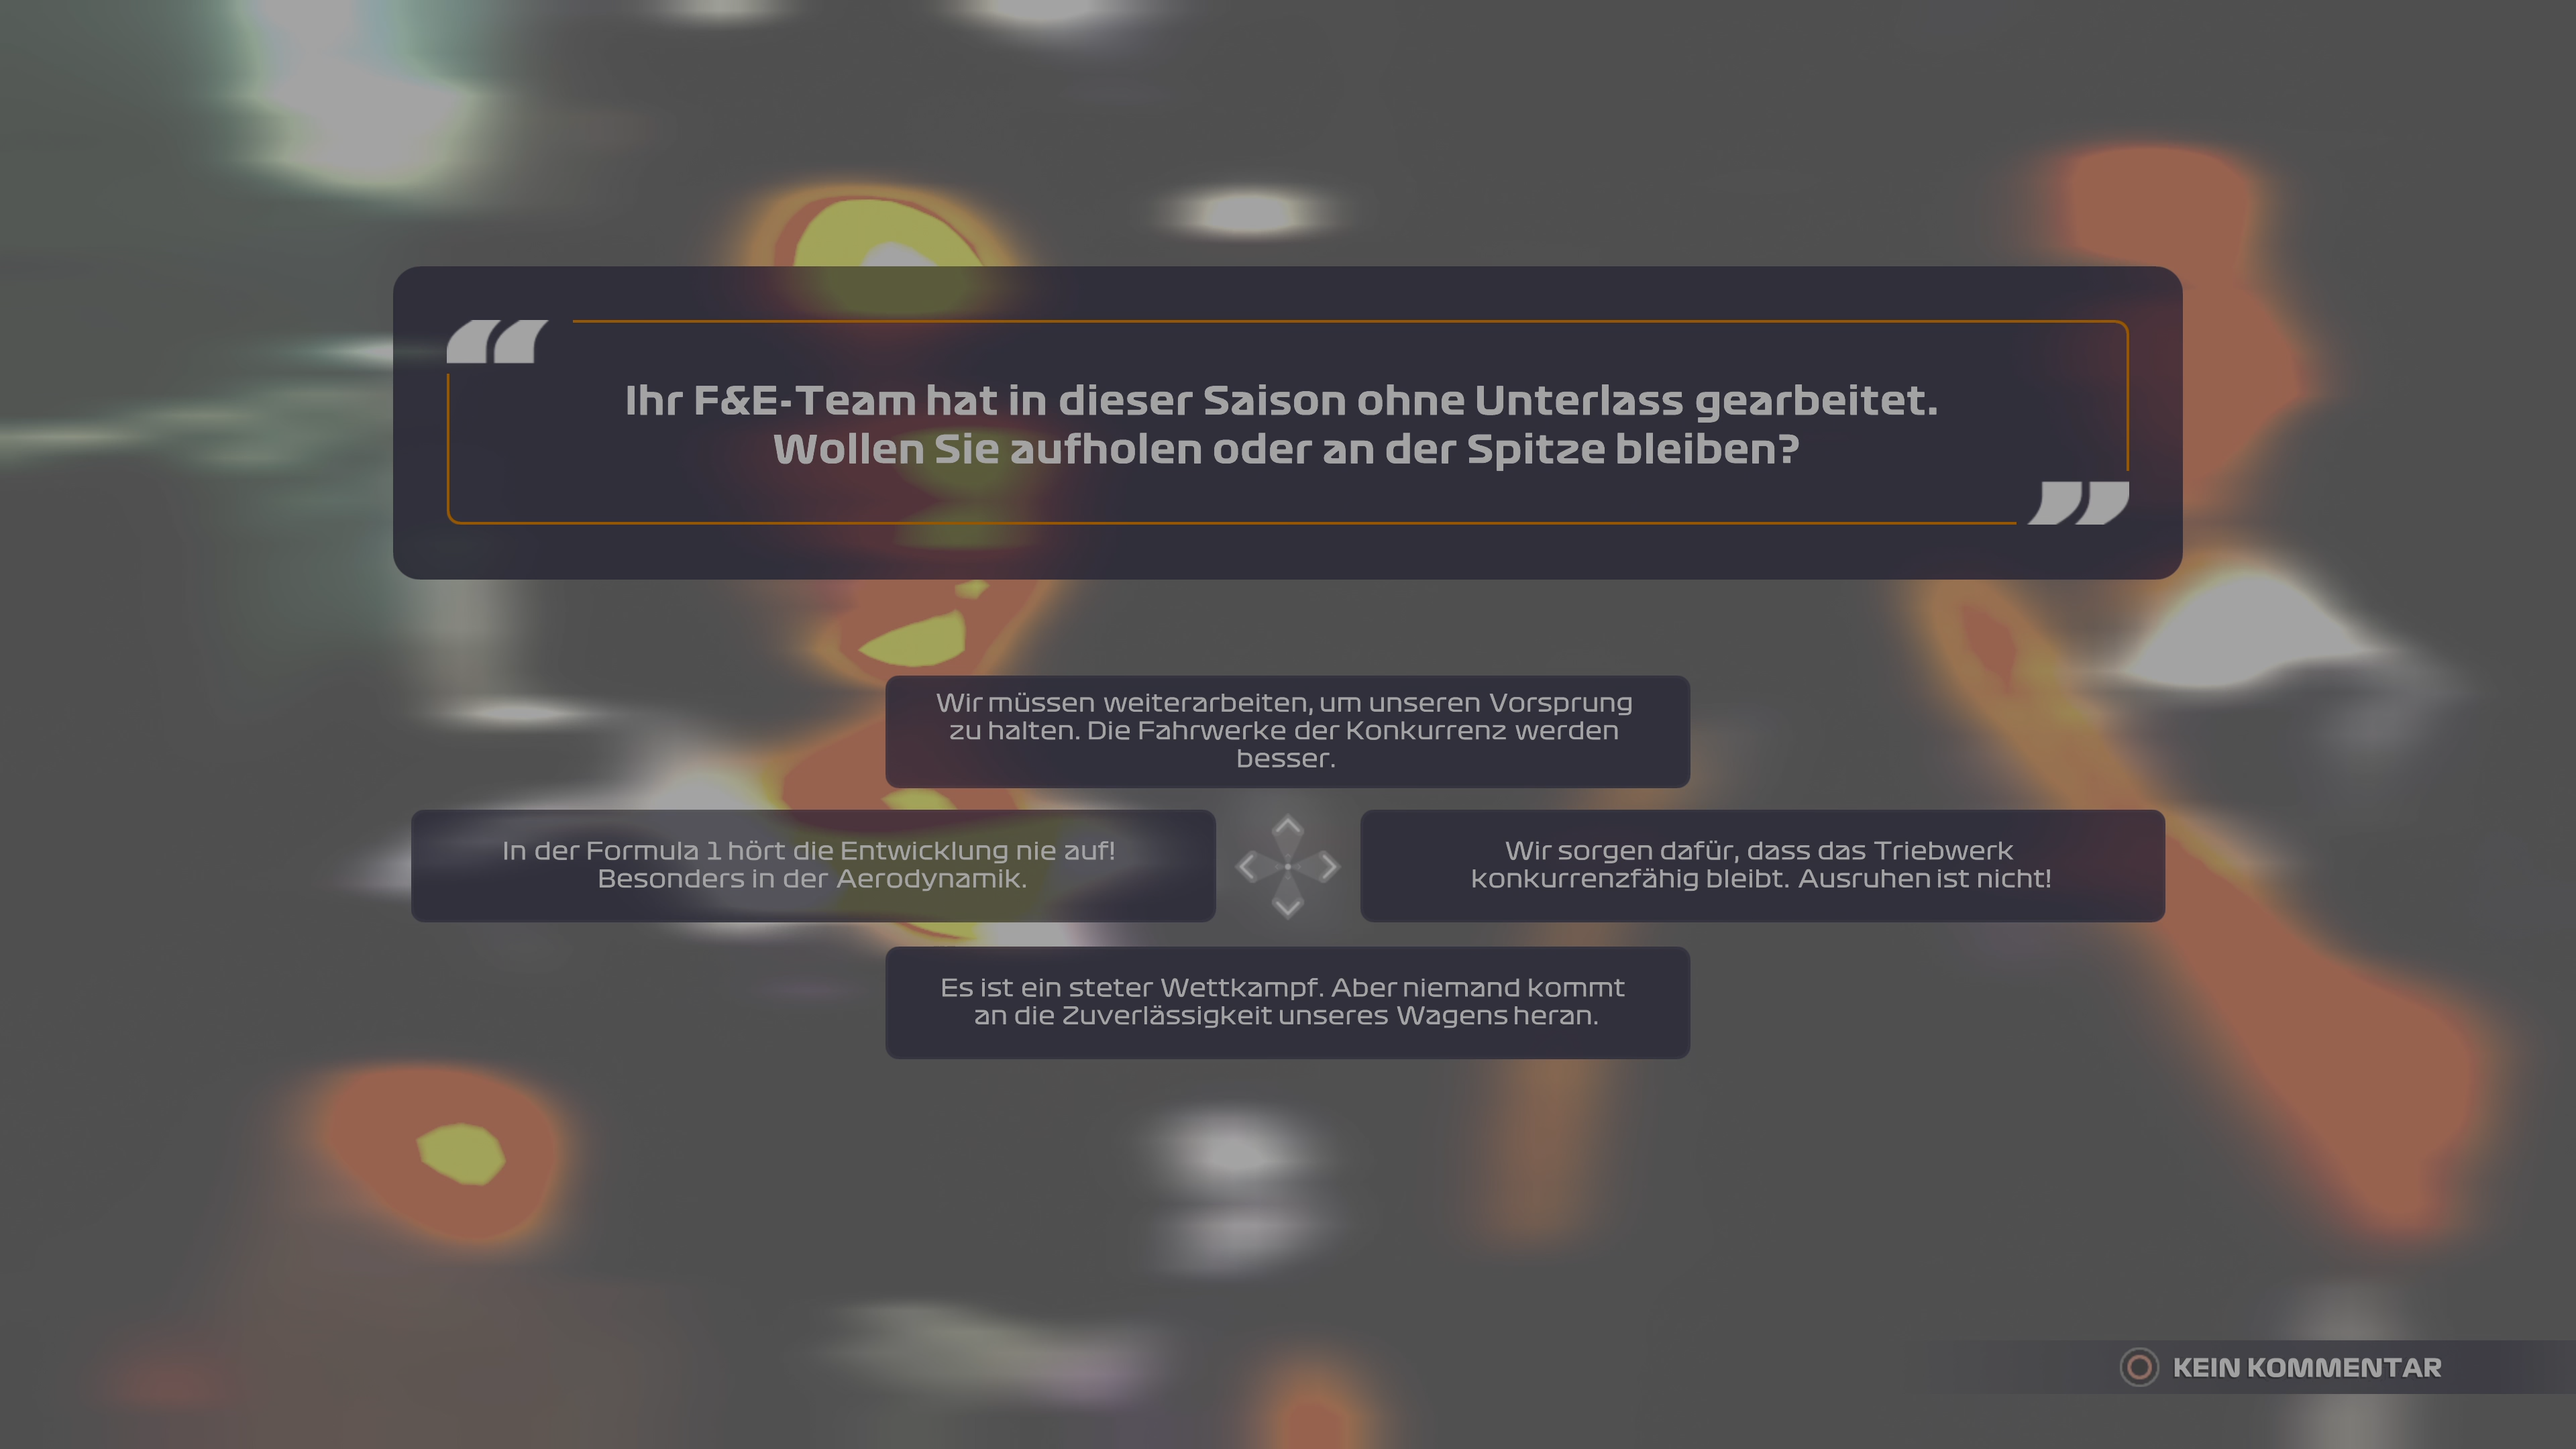 Ihr F&E-Team hat in dieser Saison ohne Unterlass gearbeitet.
Wollen Sie aufholen oder an der Spitze bleiben?
Wir müssen weiterarbeiten, um unseren Vorsprung
zu halten. Die Fahrwerke der Konkurrenz werden
besser.
In der Formula 1 hört die Entwicklung nie auf!
Besonders in der Aerodynamik.
Wir sorgen dafür, dass das Triebwerk
konkurrenzfähig bleibt. Ausruhen ist nicht!
Es ist ein steter Wettkampf. Aber niemand kommt
an die Zuverlässigkeit unseres Wagens heran.
KEIN KOMMENTAR